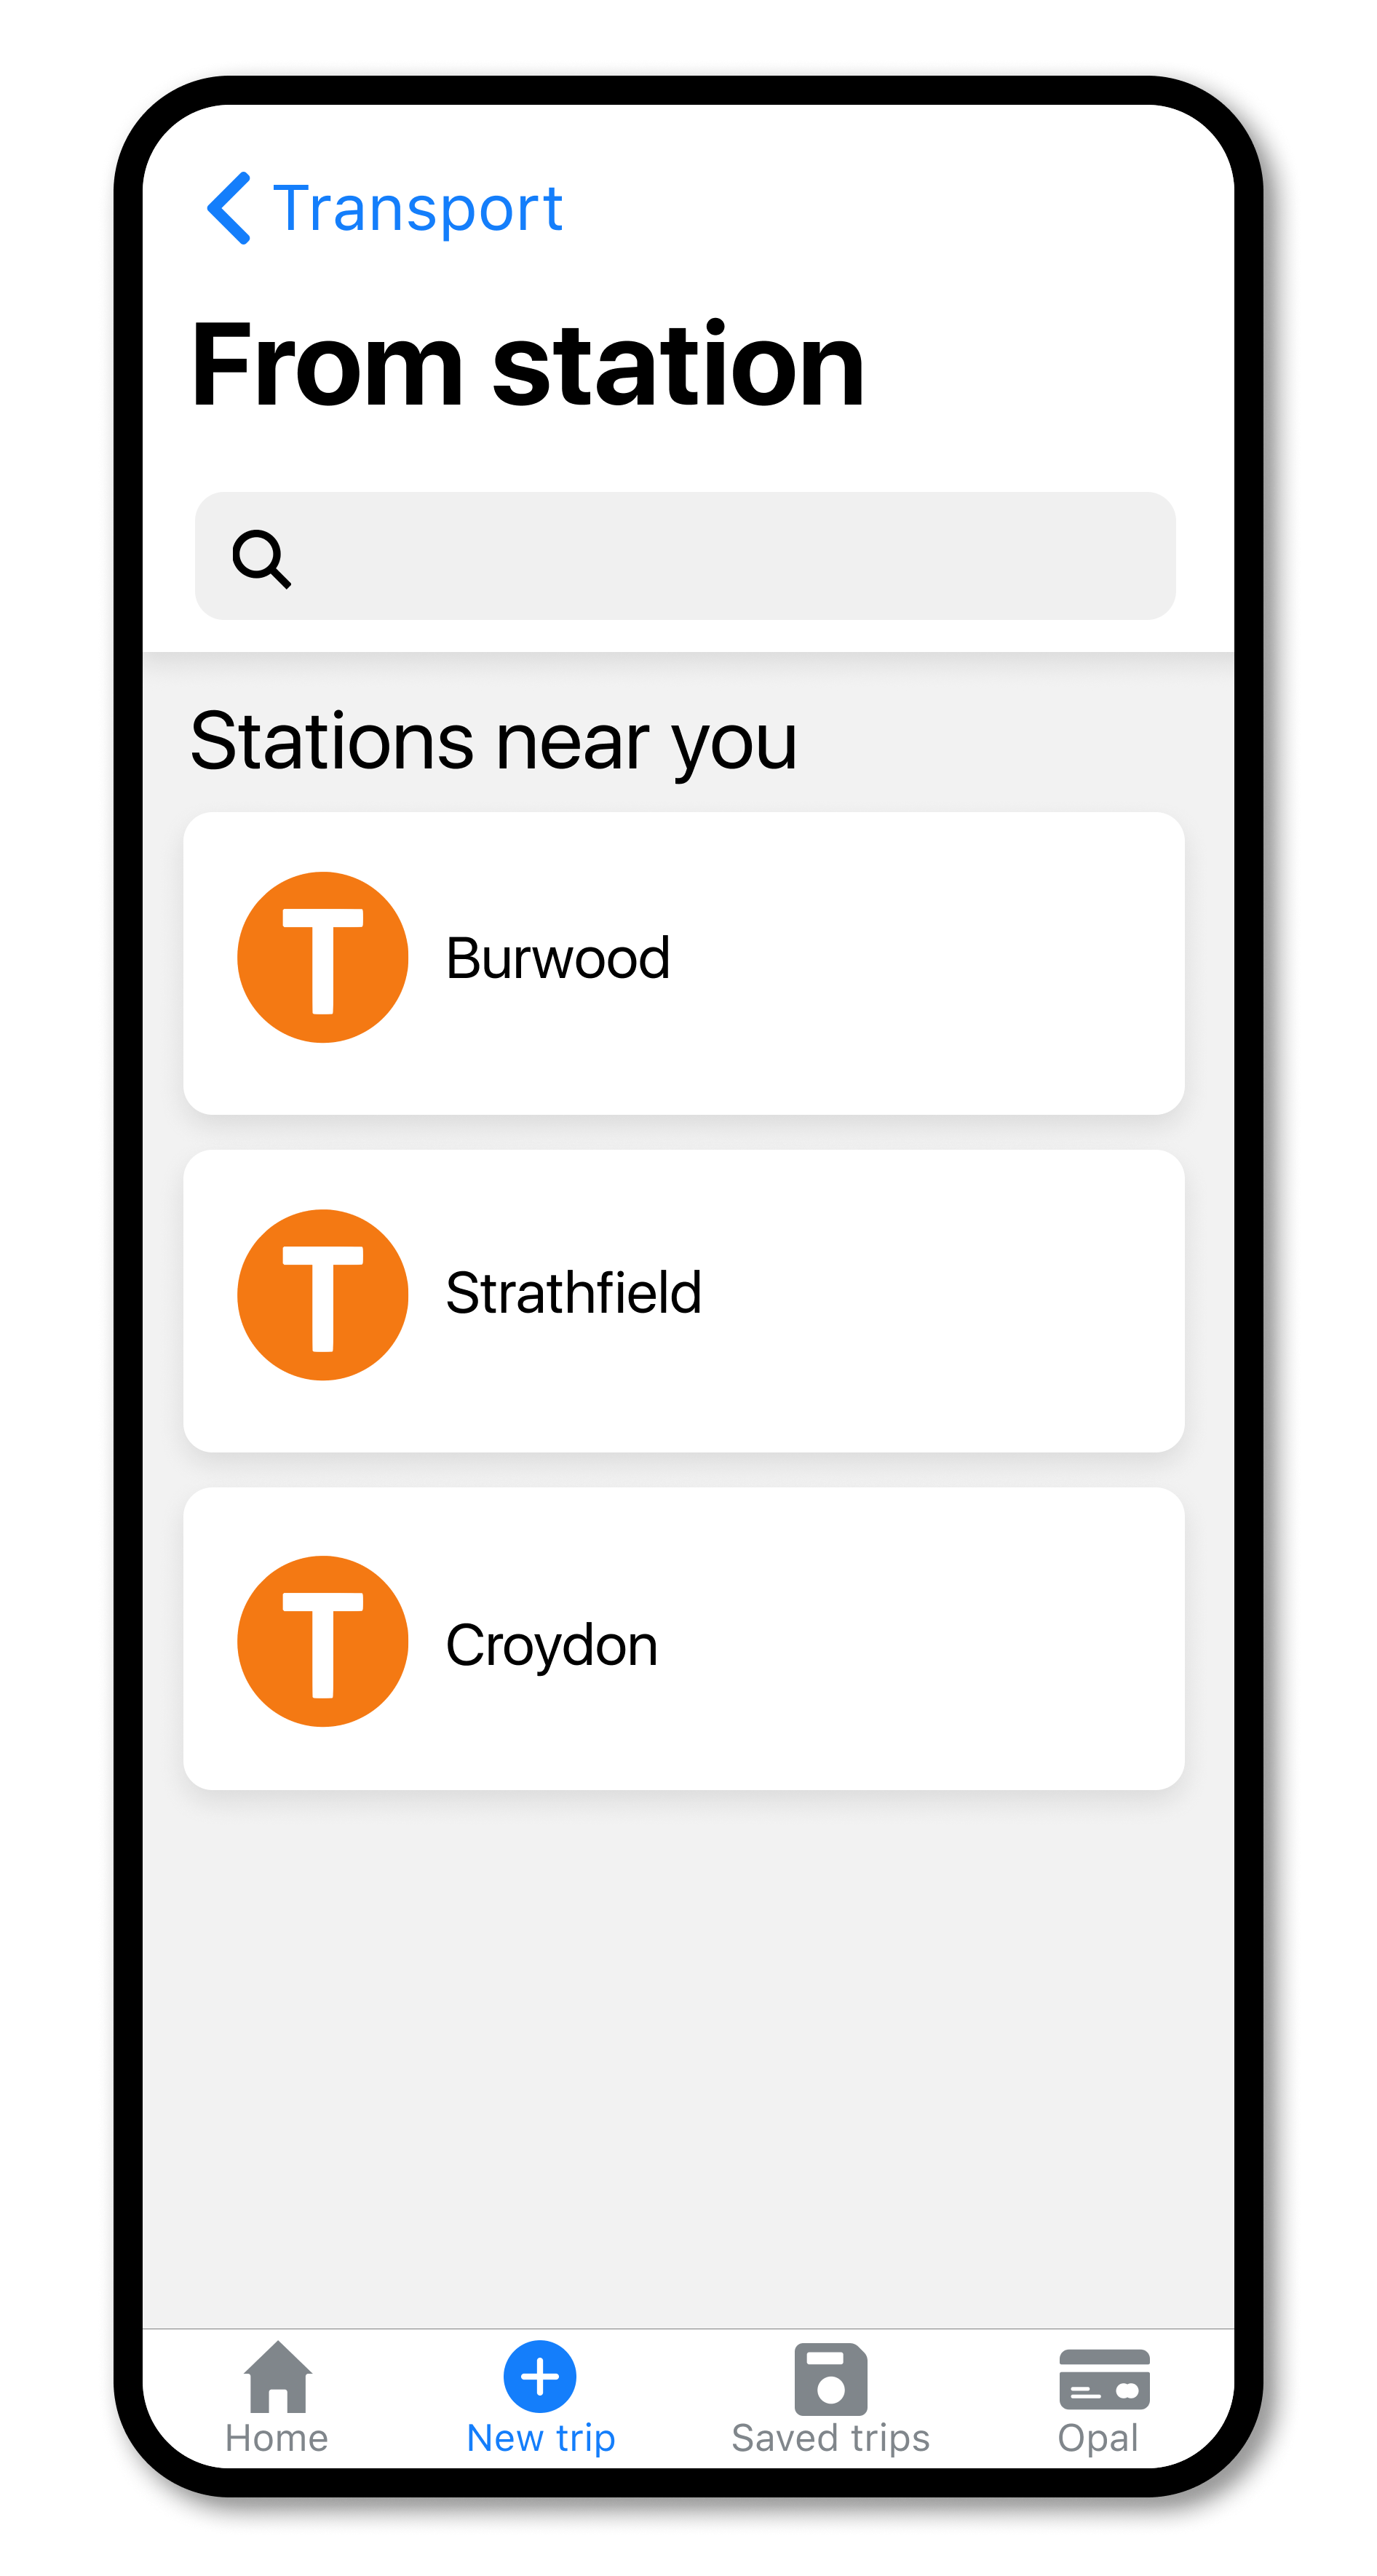 Transport
From station
Stations near you
T Burwood
T Strathfield
T Croydon
Home New trip Saved trips Opal